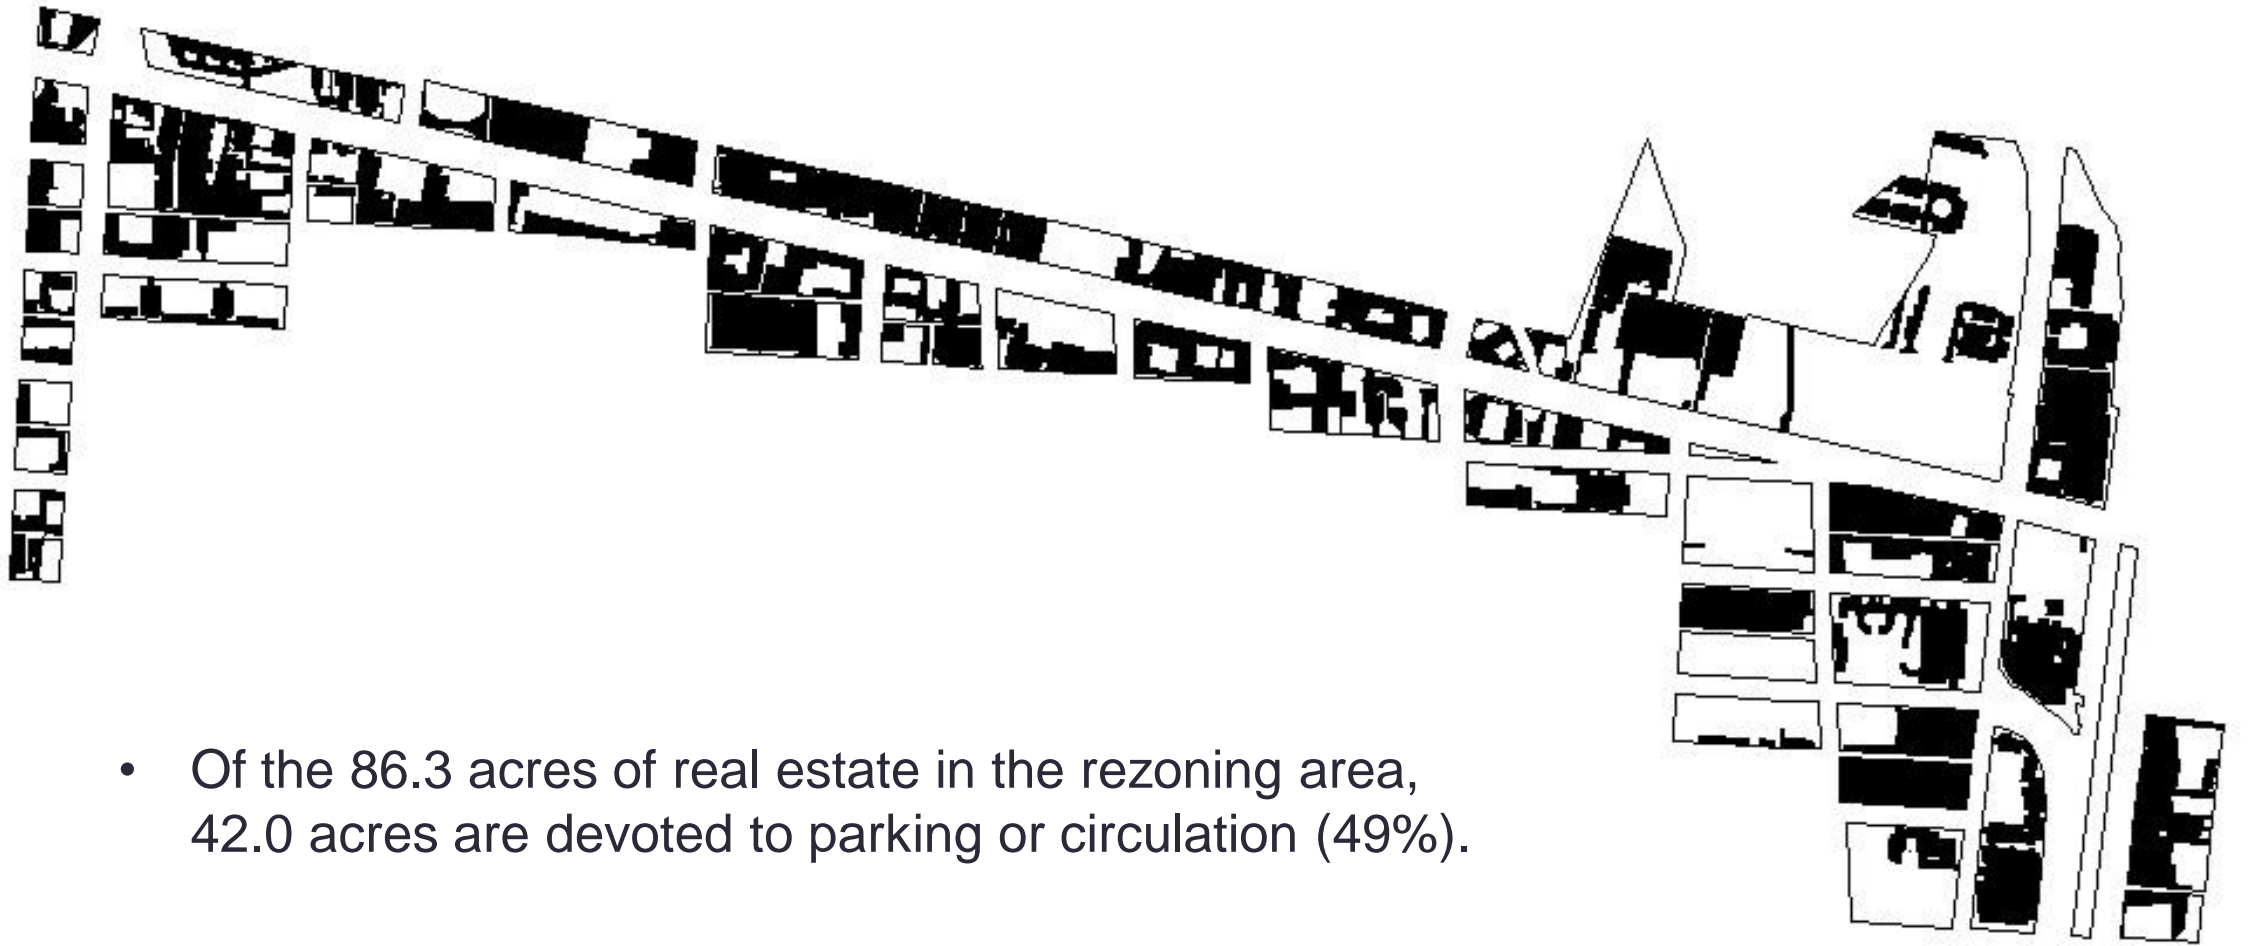 • Of the 86.3 acres of real estate in the rezoning area,
42.0 acres are devoted to parking or circulation (49%).